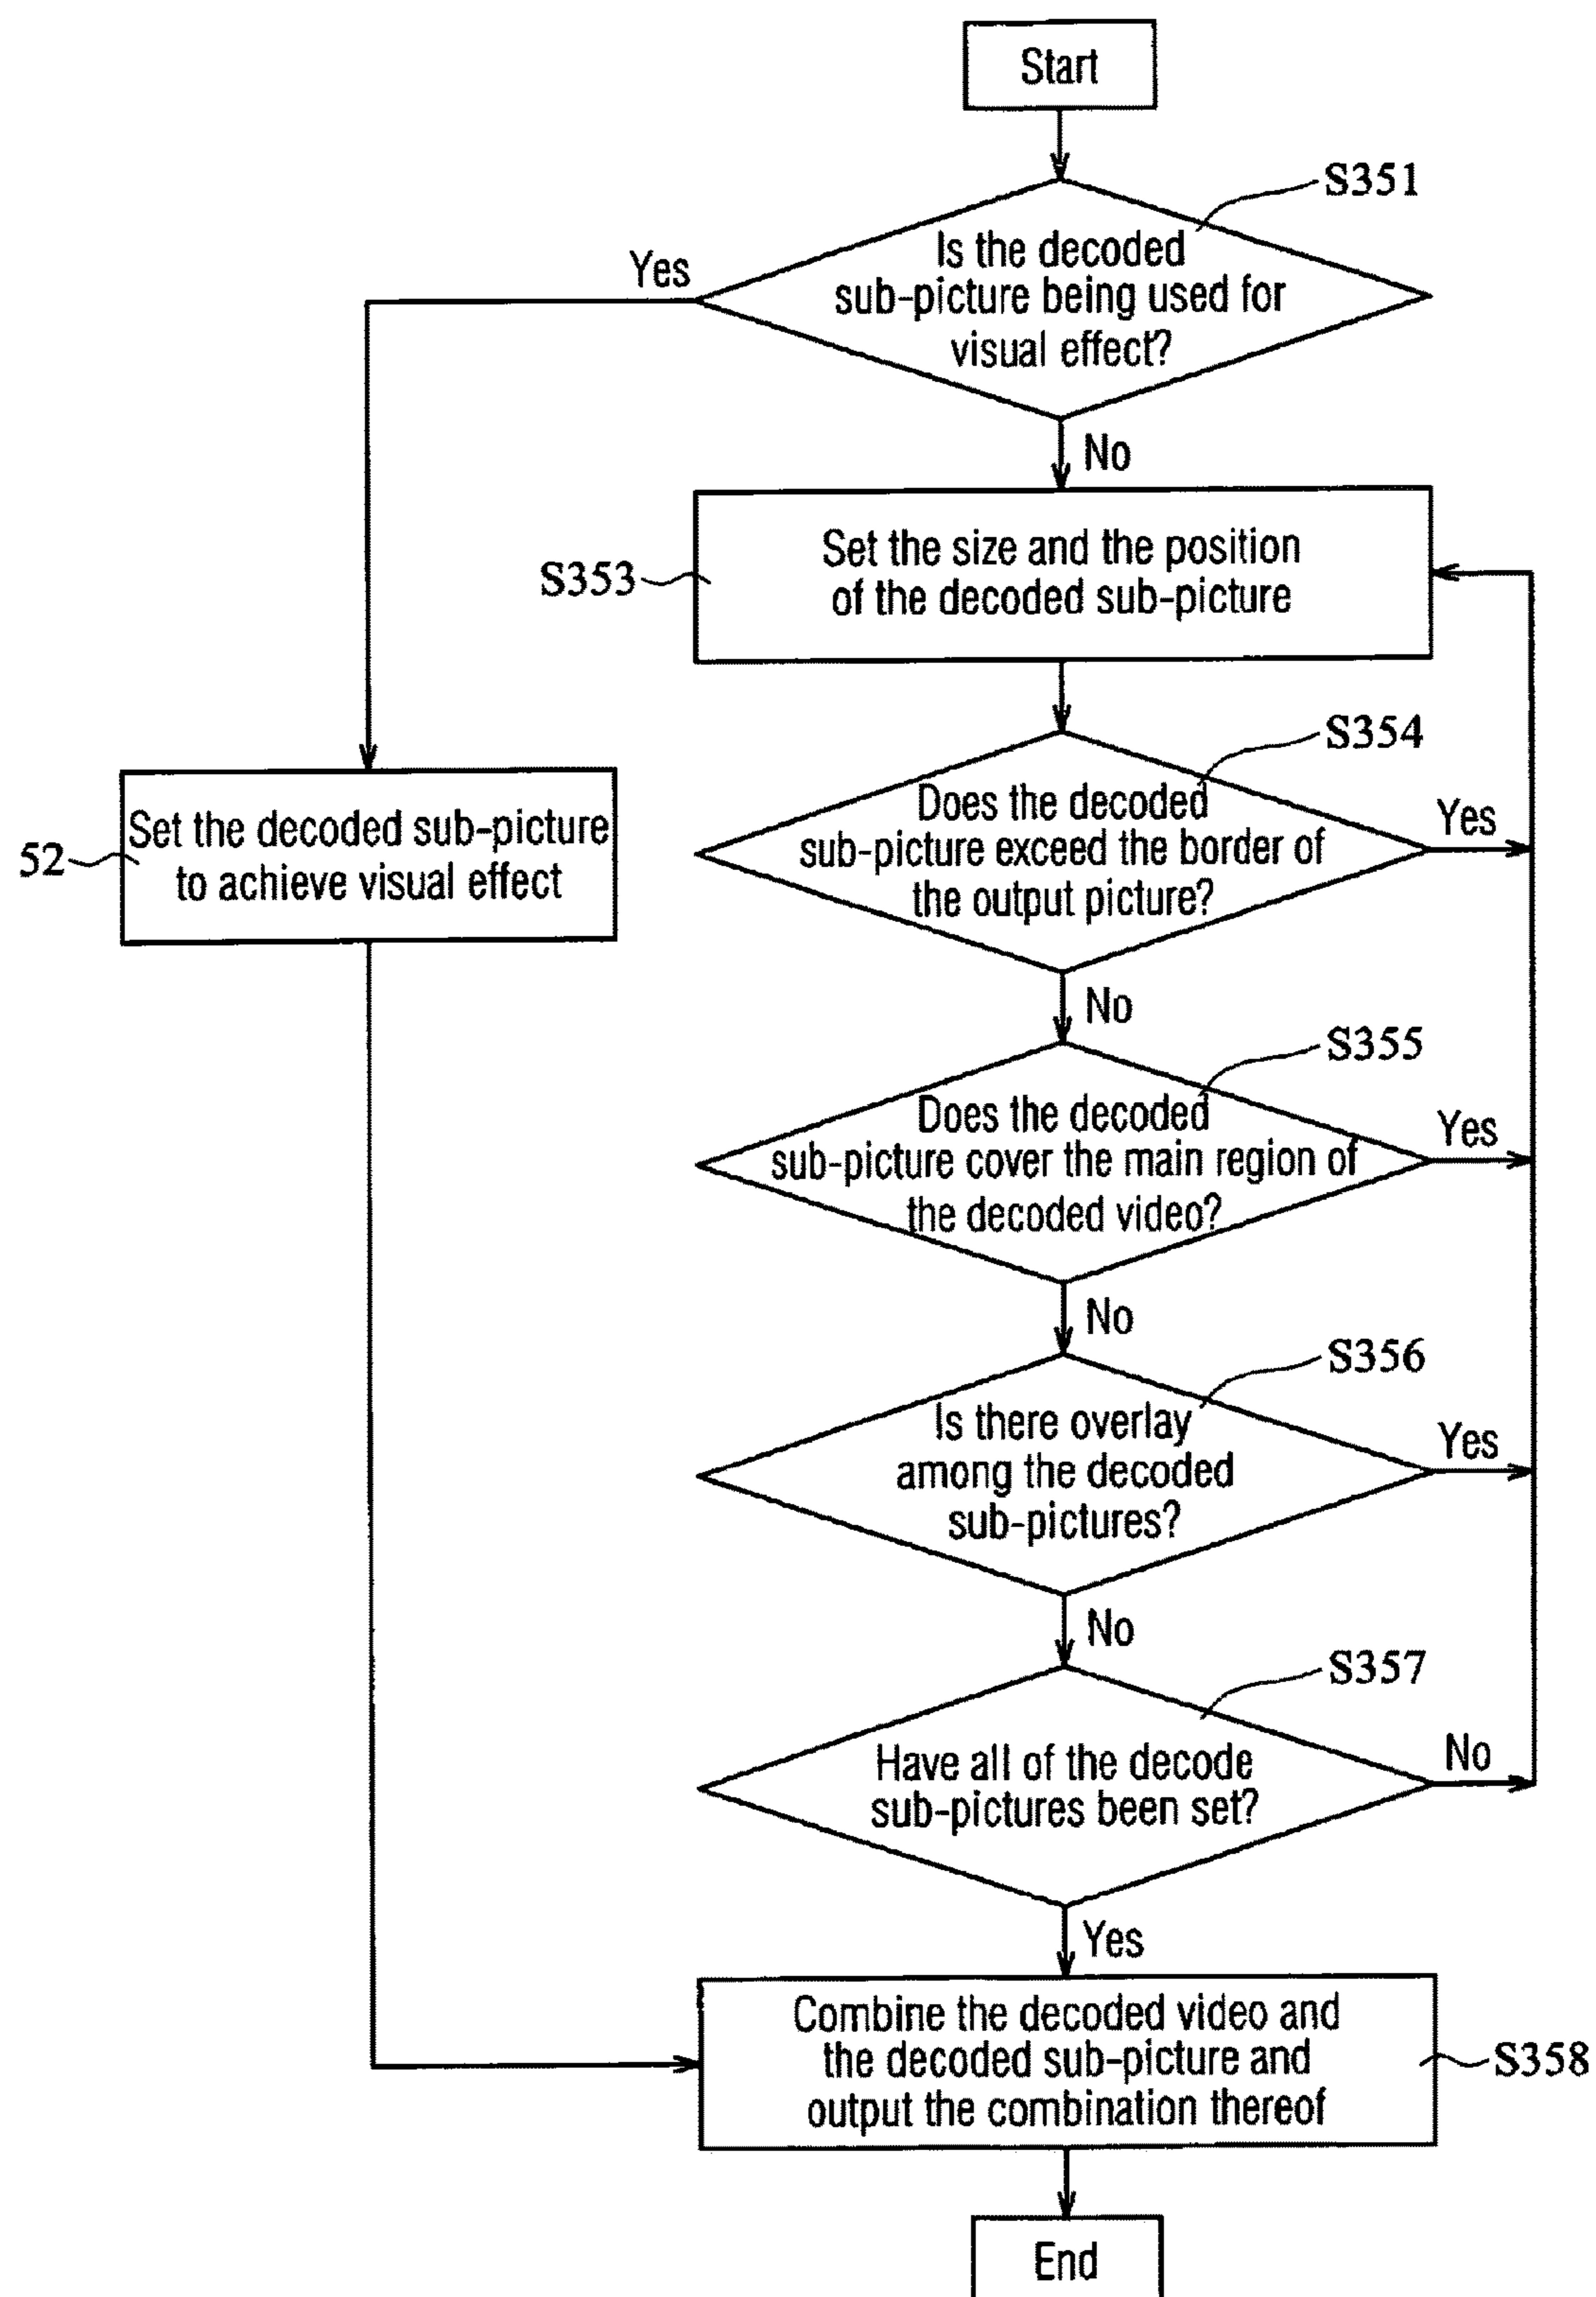 Start
S351
Is the decoded
sub-picture being used for
visual effect?
Yes
No
Set the size and the position
of the decoded sub-picture
S353
S354
Does the decoded
sub-picture exceed the border of
the output picture?
Yes
Set the decoded sub-picture
to achieve visual effect
52
No
S355
Does the decoded
sub-picture cover the main region of
the decoded video?
Yes
No
S356
Is there overlay
among the decoded
sub-pictures?
Yes
No
S357
Have all of the decode
sub-pictures been set?
No
Yes
Combine the decoded video and
the decoded sub-picture and
output the combination thereof
S358
End